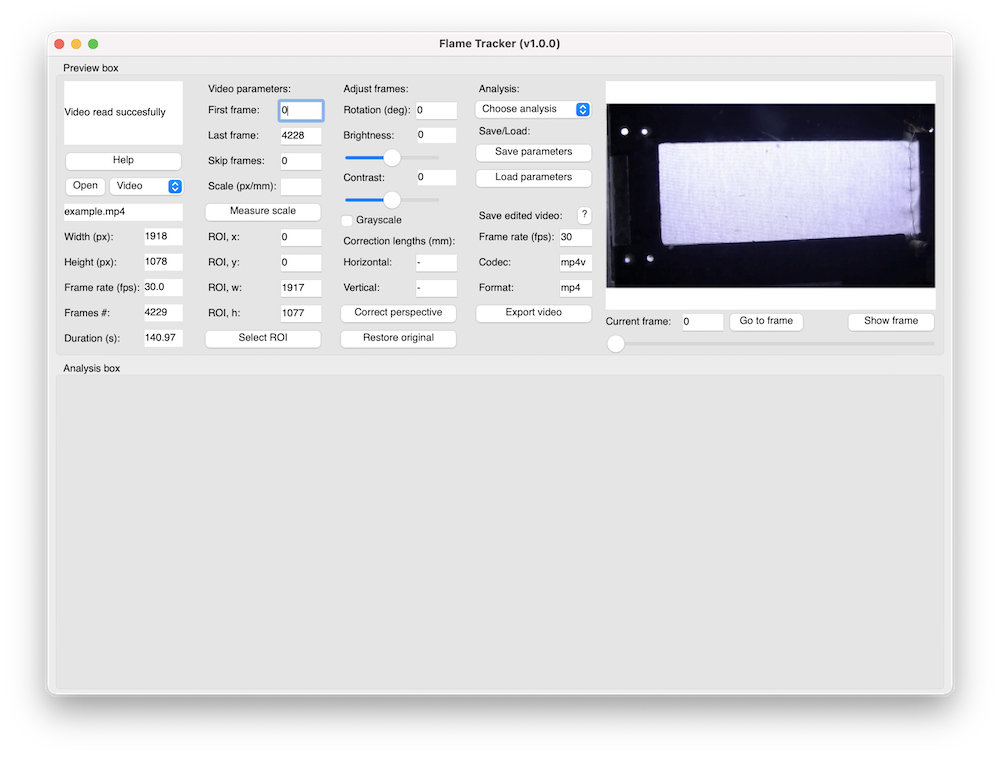 Flame Tracker (v1.0.0)
Preview box
Video read succesfully
Help
Open
Video
example.mp4
Width (px): 1918
Height (px): 1078
Frame rate (fps): 30.0
Frames #: 4229
Duration (s): 140.97
Video parameters:
First frame: 0
Last frame: 4228
Skip frames: 0
Scale (px/mm):
Measure scale
ROI, x: 0
ROI, y: 0
ROI, w: 1917
ROI, h: 1077
Select ROI
Adjust frames:
Rotation (deg): 0
Brightness: 0
Contrast: 0
Grayscale
Correction lengths (mm):
Horizontal: -
Vertical: -
Correct perspective
Restore original
Analysis:
Choose analysis
Save/Load:
Save parameters
Load parameters
Save edited video: ?
Frame rate (fps): 30
Codec: mp4v
Format: mp4
Export video
Current frame: 0
Go to frame
Show frame
Analysis box